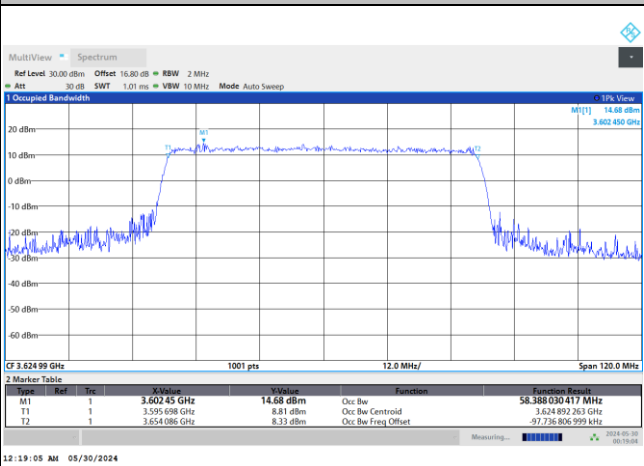 MultiView Spectrum
Ref Level 30.00 dBm Offset 16.80 dB RBW 2 MHz
Att 30 dB SWT 1.01 ms VBW 10 MHz Mode Auto Sweep
1 Occupied Bandwidth 1Pk View
M1[1] 14.68 dBm
3.602 450 GHz
20 dBm
M1
T1 T2
10 dBm
0 dBm
-10 dBm
-20 dBm
-30 dBm
-40 dBm
-50 dBm
-60 dBm
CF 3.624 99 GHz 1001 pts 12.0 MHz/ Span 120.0 MHz
2 Marker Table
Type Ref Trc X-Value Y-Value Function Function Result
M1 1 3.602 45 GHz 14.68 dBm Occ Bw 58.388 030 417 MHz
T1 1 3.595 698 GHz 8.81 dBm Occ Bw Centroid 3.624 892 263 GHz
T2 1 3.654 086 GHz 8.33 dBm Occ Bw Freq Offset -97.736 806 999 kHz
Measuring... 2024-05-30
00:19:04
12:19:05 AM 05/30/2024